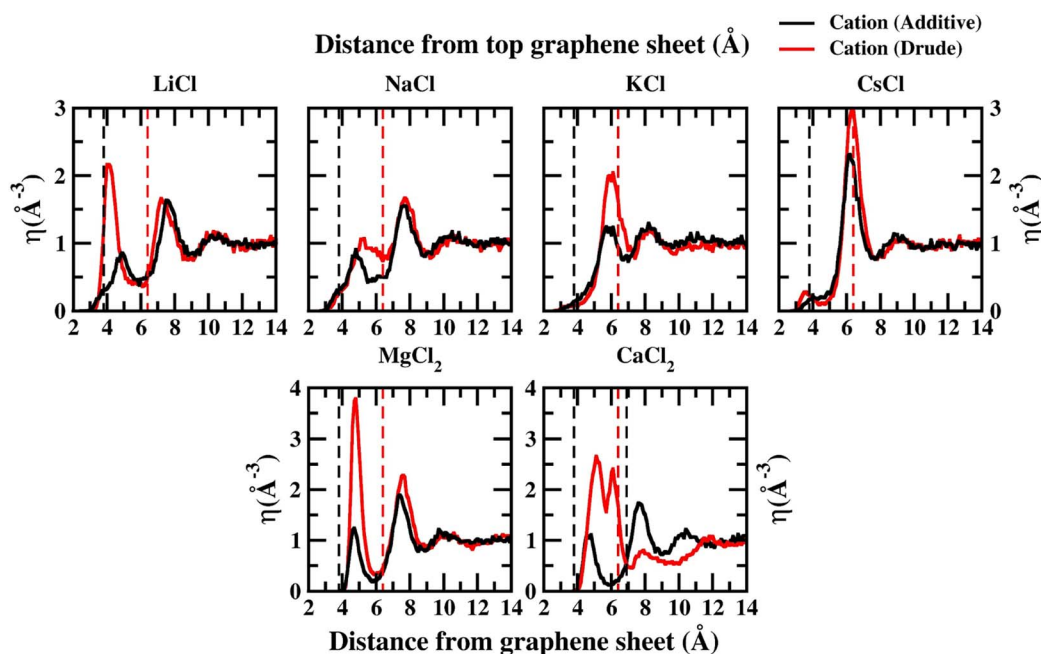 Cation (Additive)
Distance from top graphene sheet (Å)
Cation (Drude)
LiCl NaCl KCl CsCl
3 3
2 2
η(Å⁻³) η(Å⁻³)
1 1
0 0
2 4 6 8 10 12 14 2 4 6 8 10 12 14 2 4 6 8 10 12 14 2 4 6 8 10 12 14
MgCl₂ CaCl₂
4 4
3 3
η(Å⁻³) 2 2 η(Å⁻³)
1 1
0 0
2 4 6 8 10 12 14 2 4 6 8 10 12 14
Distance from graphene sheet (Å)